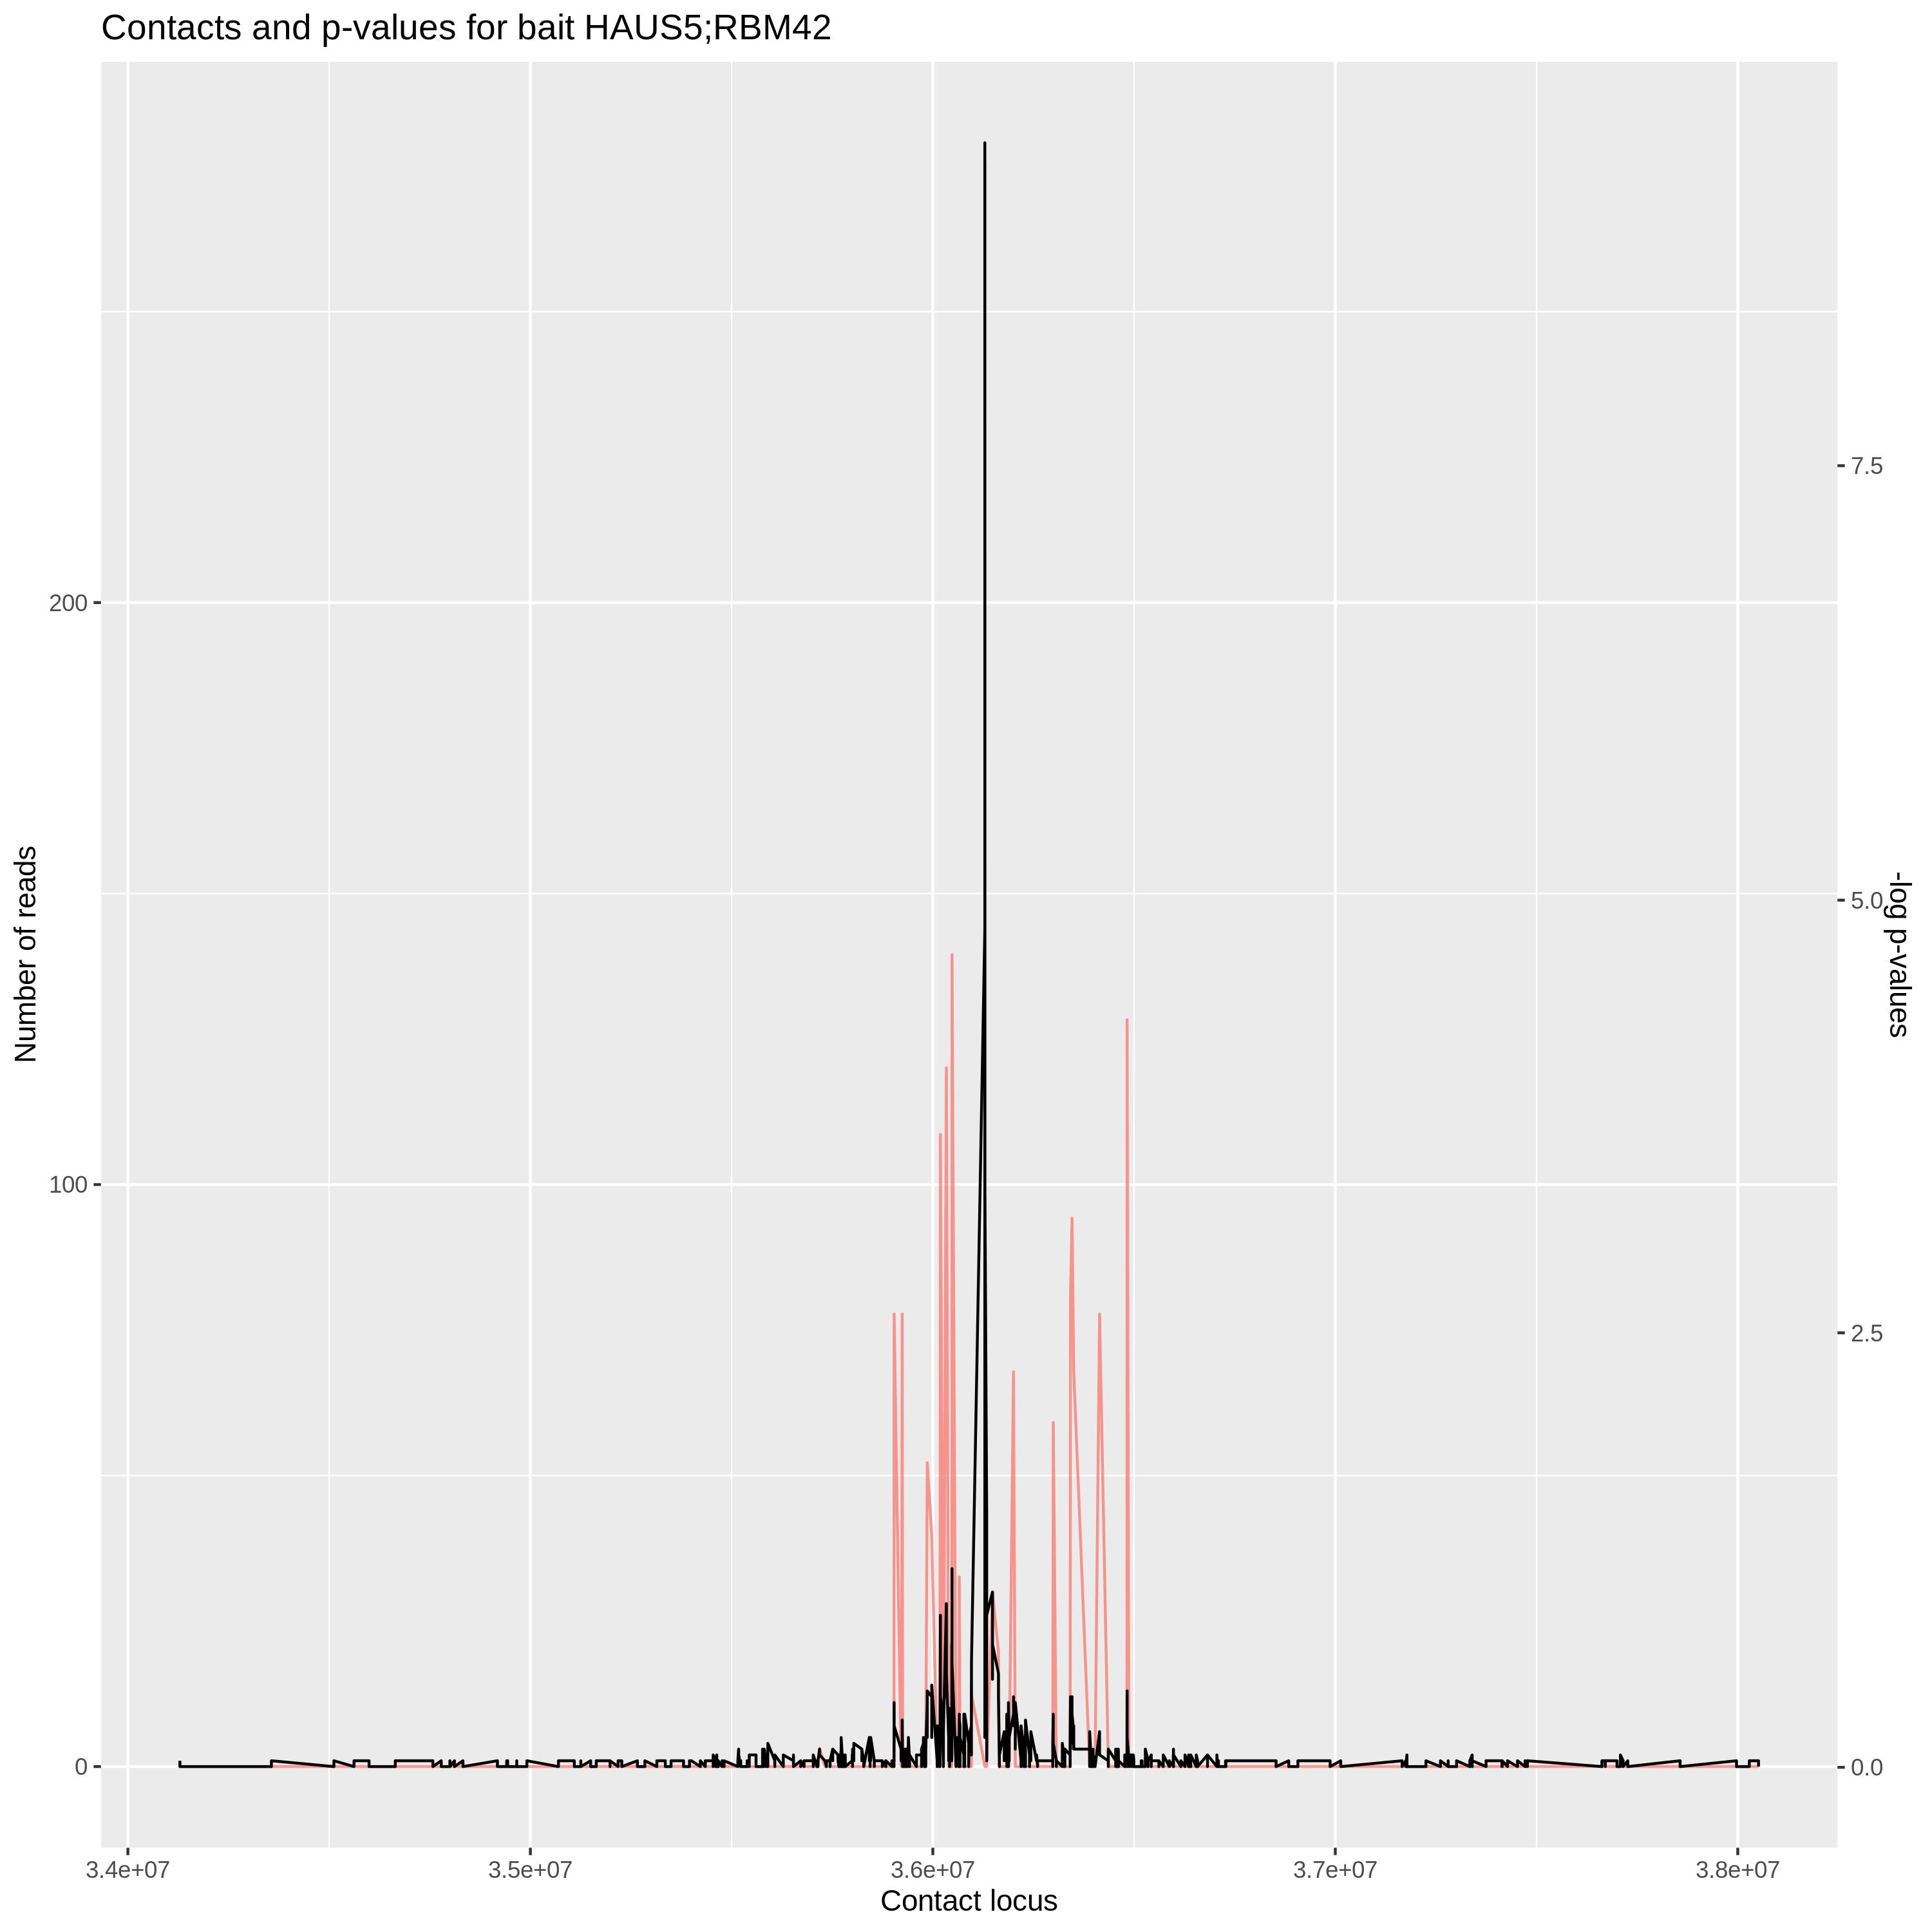 Contacts and p-values for bait HAUS5;RBM42
Number of reads
200
100
0
7.5
5.0
2.5
0.0
-log p-values
3.4e+07
3.5e+07
3.6e+07
3.7e+07
3.8e+07
Contact locus